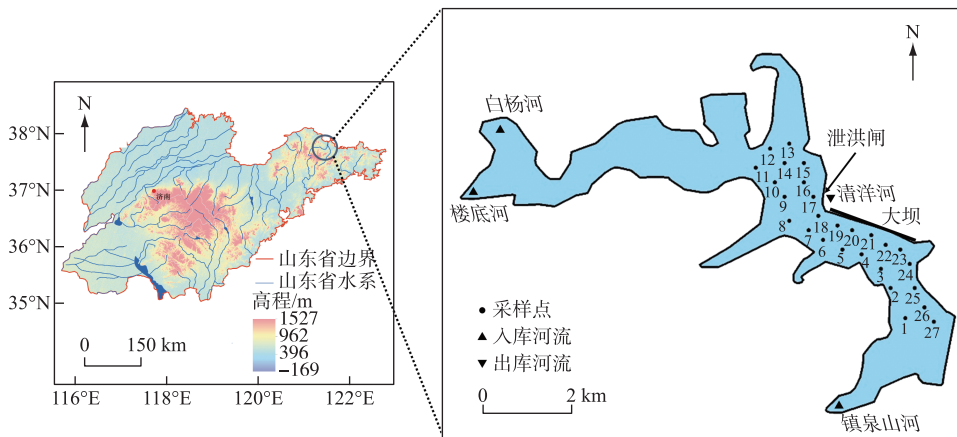 N
38°N
37°N
36°N
35°N
济南
山东省边界
山东省水系
高程/m
1527
962
396
−169
0 150 km
116°E 118°E 120°E 122°E
N
白杨河
泄洪闸
楼底河
清洋河
大坝
12 13
11 14 15
10 16
9 17
8 7 18 19 20 21
6 5 4 22 23
3 24
2 25
1 26 27
采样点
入库河流
出库河流
0 2 km
镇泉山河